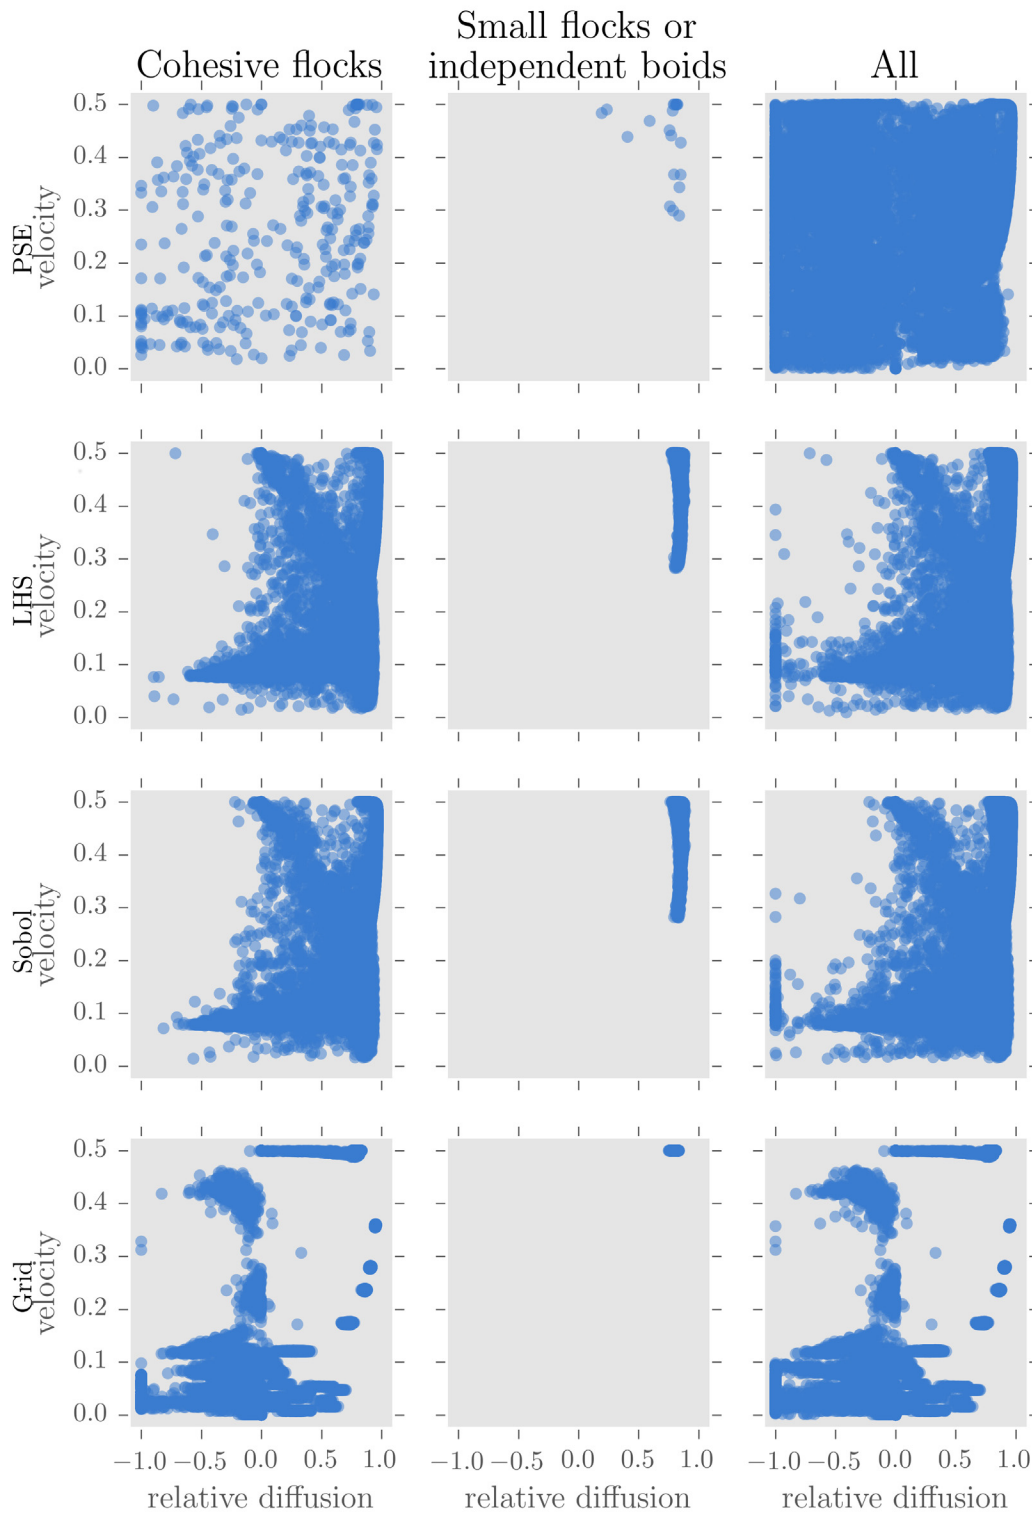 Cohesive flocks
Small flocks or
independent boids
All
PSE
velocity
0.5
0.4
0.3
0.2
0.1
0.0
LHS
velocity
0.5
0.4
0.3
0.2
0.1
0.0
Sobol
velocity
0.5
0.4
0.3
0.2
0.1
0.0
Grid
velocity
0.5
0.4
0.3
0.2
0.1
0.0
−1.0 −0.5 0.0 0.5 1.0
−1.0 −0.5 0.0 0.5 1.0
−1.0 −0.5 0.0 0.5 1.0
relative diffusion
relative diffusion
relative diffusion